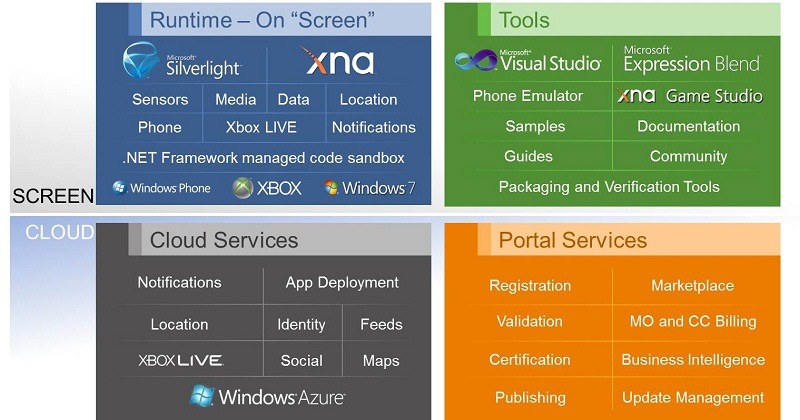 Runtime – On “Screen”
Microsoft®
Silverlight™
xna
Sensors Media Data Location
Phone Xbox LIVE Notifications
.NET Framework managed code sandbox
Windows Phone XBOX Windows 7
SCREEN
Tools
Microsoft®
Visual Studio®
Microsoft®
Expression Blend™
Phone Emulator xna Game Studio
Samples Documentation
Guides Community
Packaging and Verification Tools
CLOUD
Cloud Services
Notifications App Deployment
Location Identity Feeds
XBOX LIVE Social Maps
Windows Azure™
Portal Services
Registration Marketplace
Validation MO and CC Billing
Certification Business Intelligence
Publishing Update Management